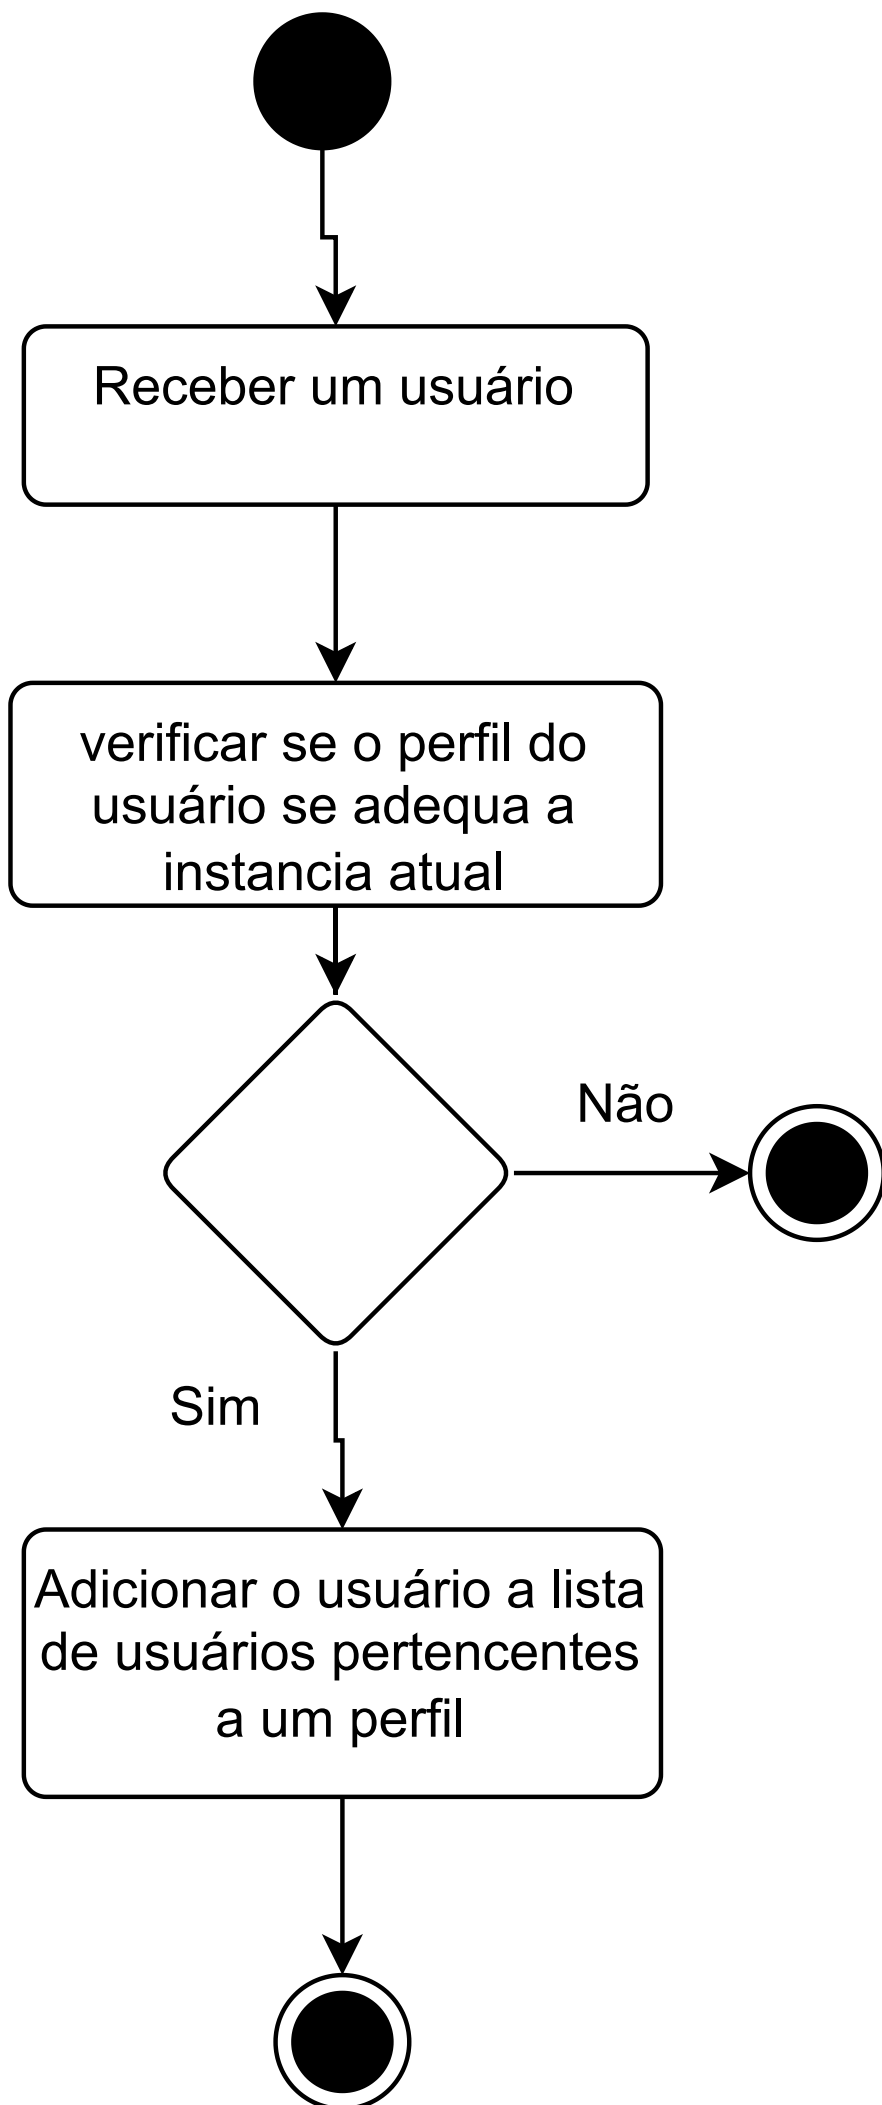 Receber um usuário
verificar se o perfil do
usuário se adequa a
instancia atual
Não
Sim
Adicionar o usuário a lista
de usuários pertencentes
a um perfil